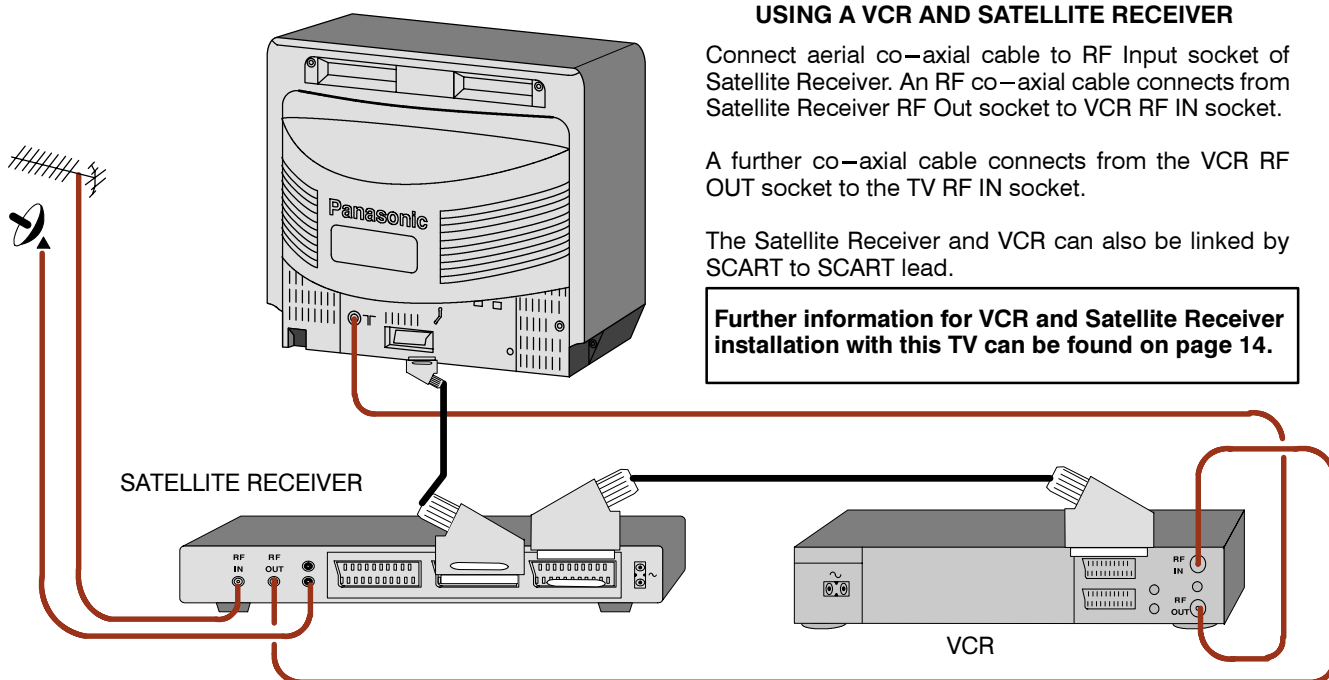 USING A VCR AND SATELLITE RECEIVER
Connect aerial co−axial cable to RF Input socket of
Satellite Receiver. An RF co−axial cable connects from
Satellite Receiver RF Out socket to VCR RF IN socket.
A further co−axial cable connects from the VCR RF
OUT socket to the TV RF IN socket.
The Satellite Receiver and VCR can also be linked by
SCART to SCART lead.
Further information for VCR and Satellite Receiver
installation with this TV can be found on page 14.
Panasonic
SATELLITE RECEIVER
RF
IN
RF
OUT
RF
IN
RF
OUT
VCR